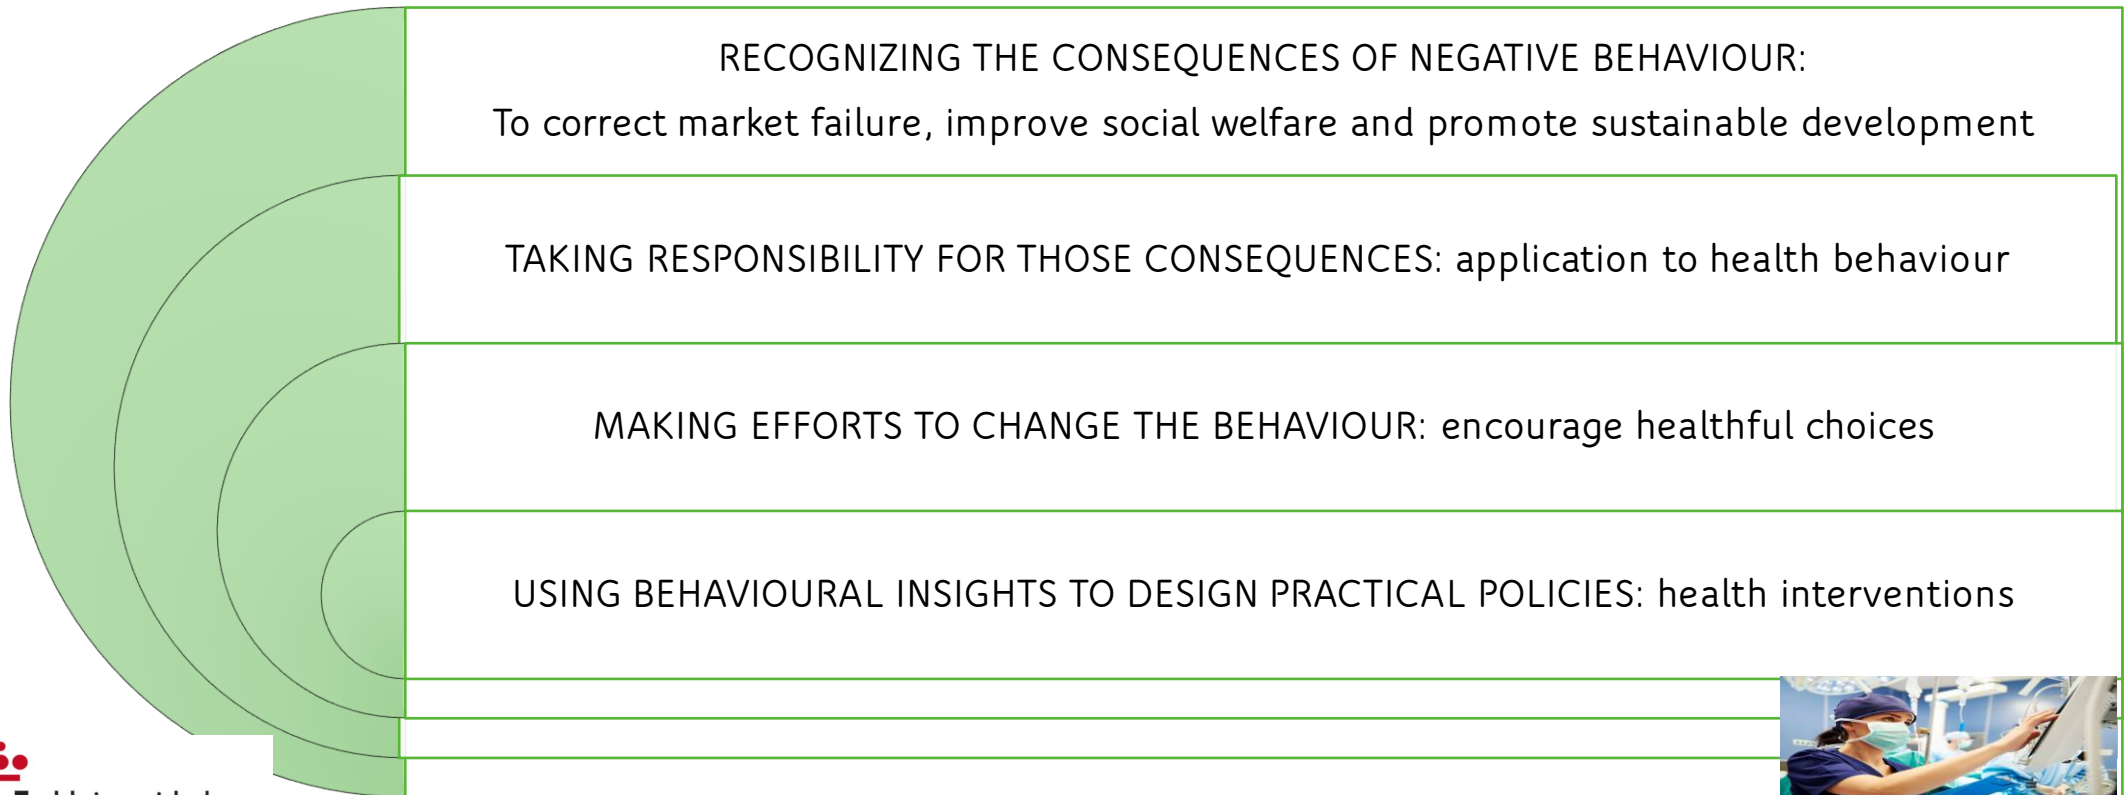 RECOGNIZING THE CONSEQUENCES OF NEGATIVE BEHAVIOUR:
To correct market failure, improve social welfare and promote sustainable development
TAKING RESPONSIBILITY FOR THOSE CONSEQUENCES: application to health behaviour
MAKING EFFORTS TO CHANGE THE BEHAVIOUR: encourage healthful choices
USING BEHAVIOURAL INSIGHTS TO DESIGN PRACTICAL POLICIES: health interventions